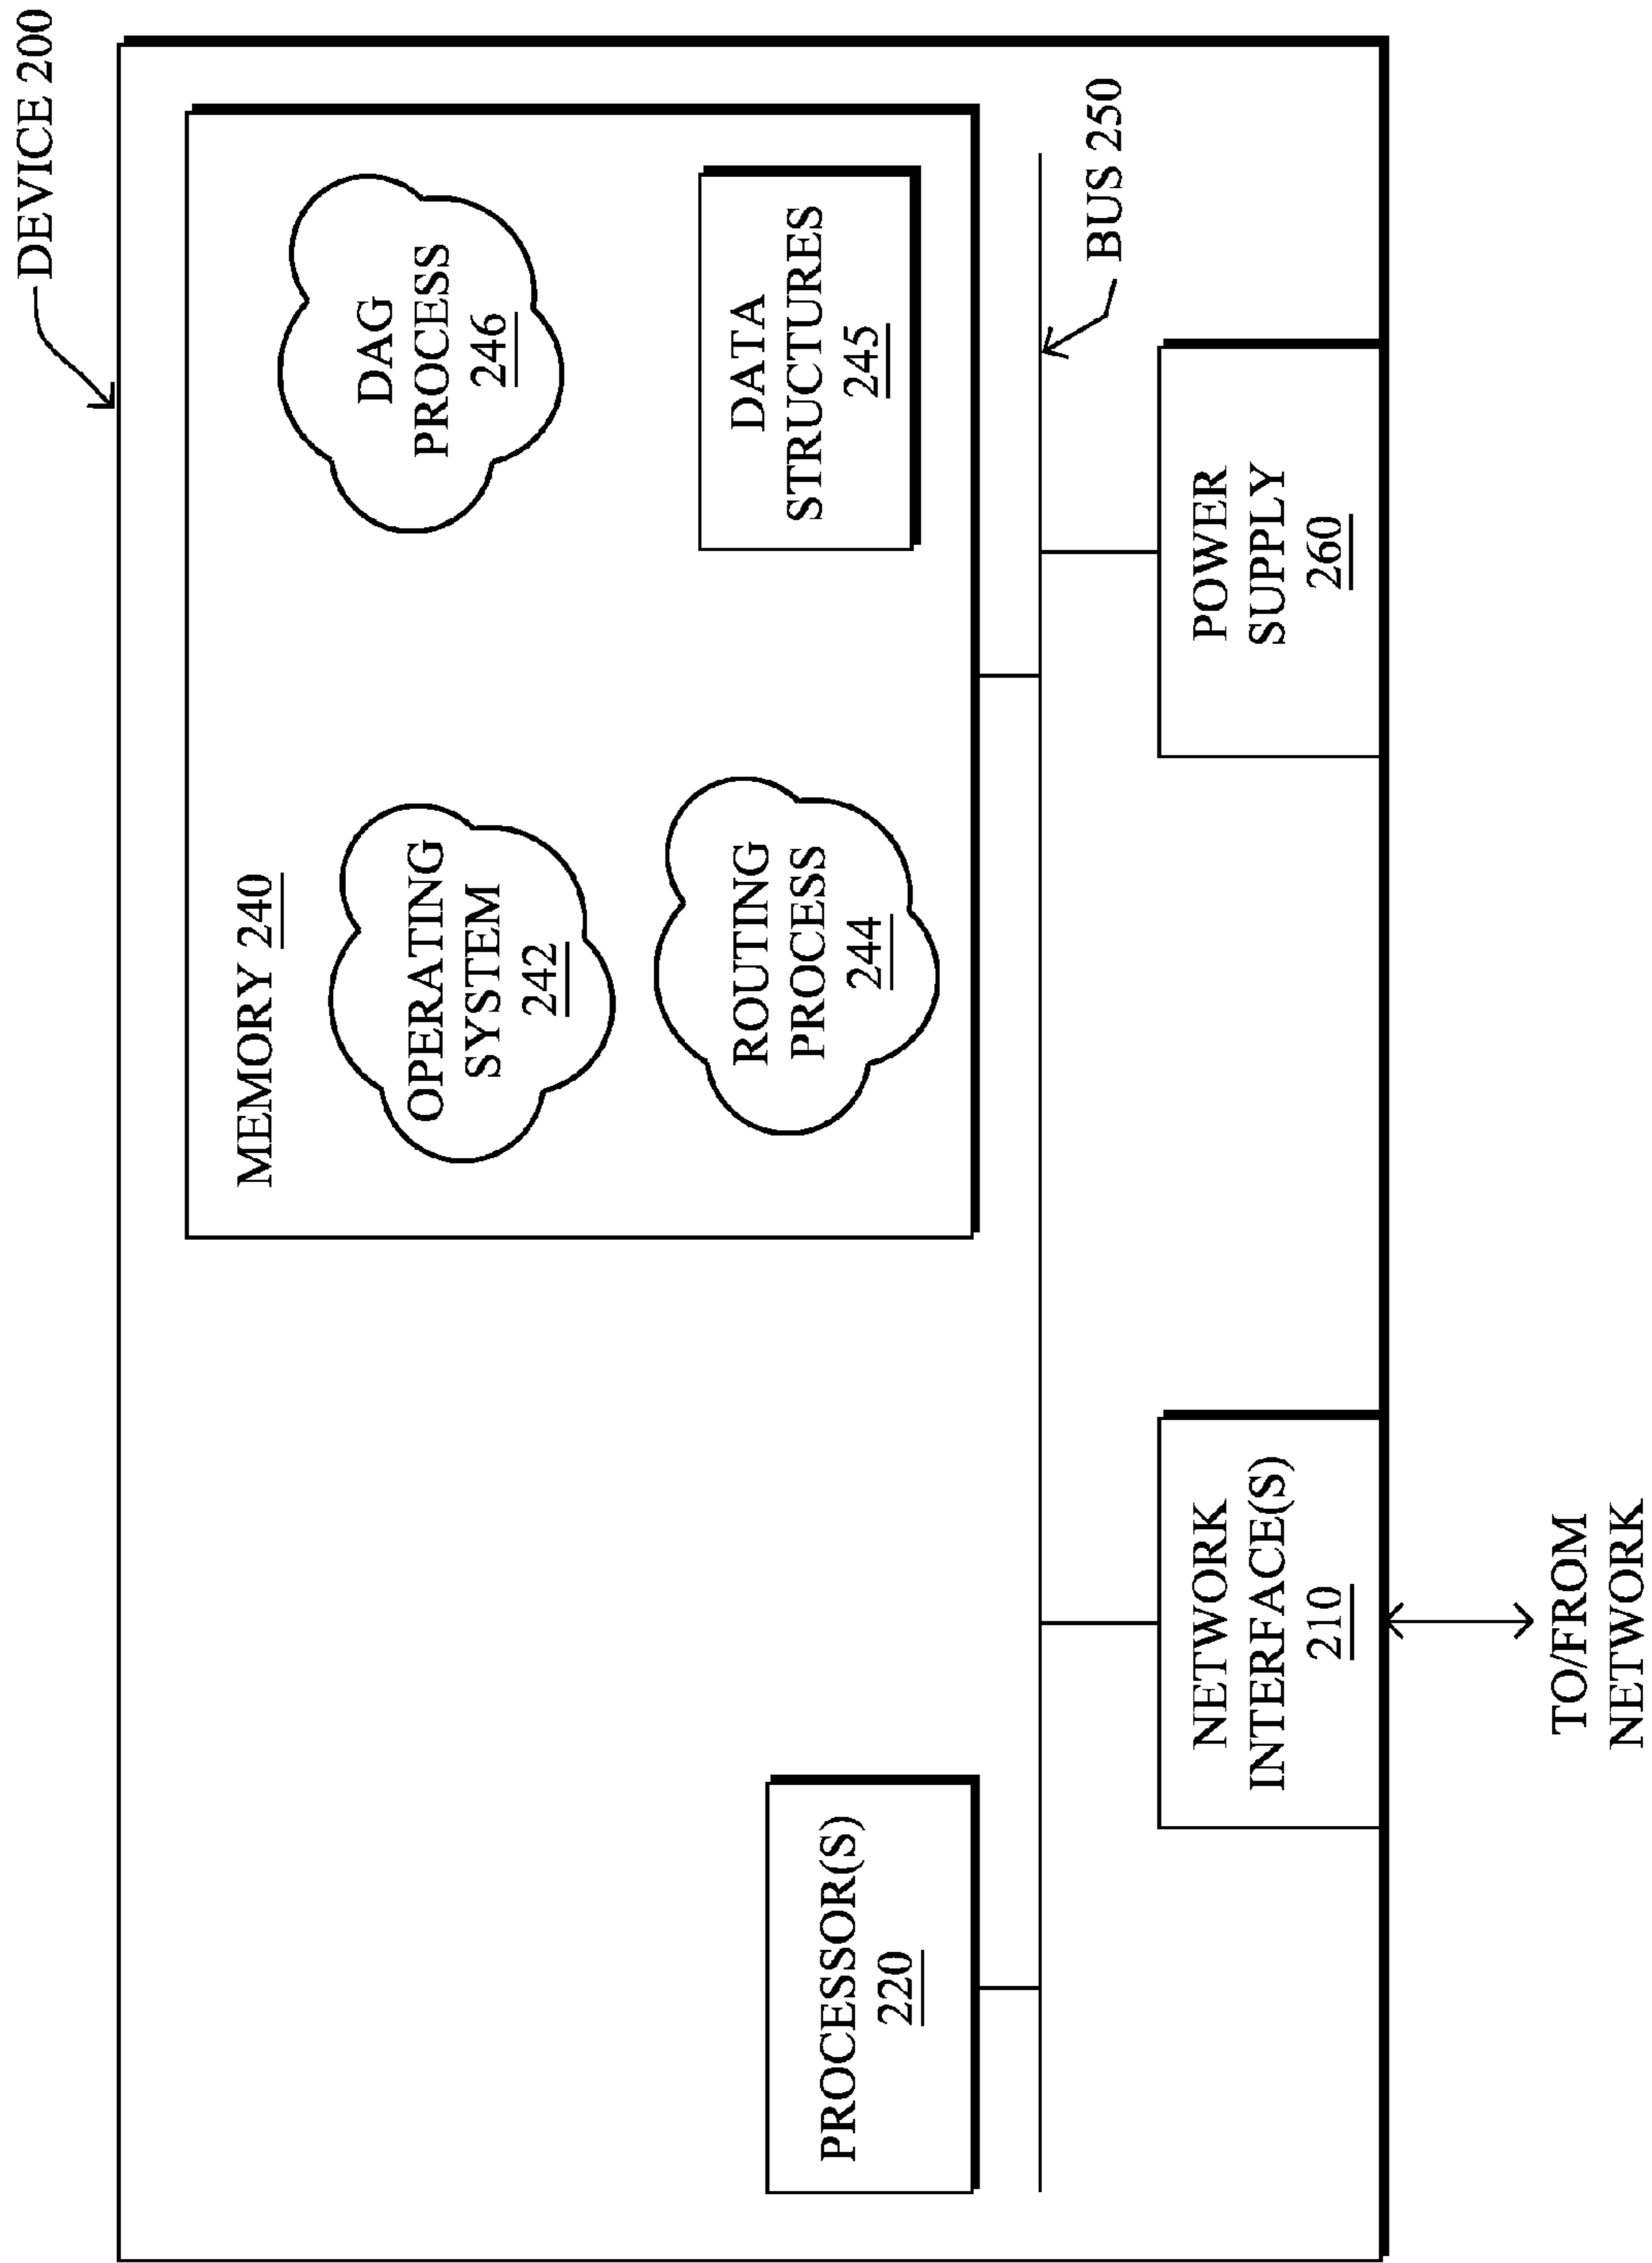 DEVICE 200
MEMORY 240
OPERATING
SYSTEM
242
DAG
PROCESS
246
ROUTING
PROCESS
244
DATA
STRUCTURES
245
PROCESSOR(S)
220
BUS 250
NETWORK
INTERFACE(S)
210
POWER
SUPPLY
260
TO/FROM
NETWORK